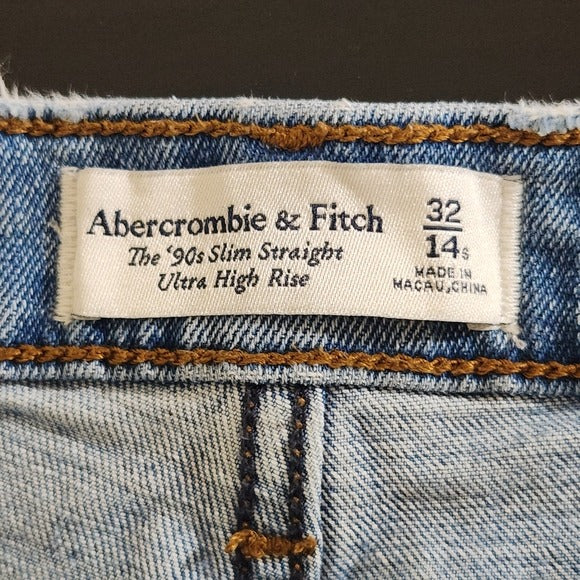 Abercrombie & Fitch
The '90s Slim Straight
Ultra High Rise
32
14s
MADE IN
MACAU, CHINA